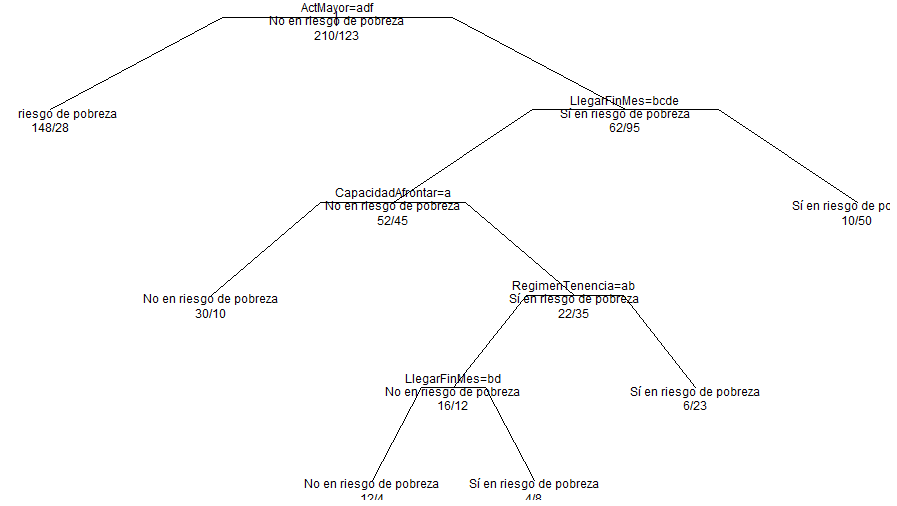 ActMayor=adf
No en riesgo de pobreza
210/123
riesgo de pobreza
148/28
LlegarFinMes=bcde
Sí en riesgo de pobreza
62/95
CapacidadAfrontar=a
No en riesgo de pobreza
52/45
Sí en riesgo de po
10/50
No en riesgo de pobreza
30/10
RegimenTenencia=ab
Sí en riesgo de pobreza
22/35
LlegarFinMes=bd
No en riesgo de pobreza
16/12
Sí en riesgo de pobreza
6/23
No en riesgo de pobreza
12/4
Sí en riesgo de pobreza
4/8